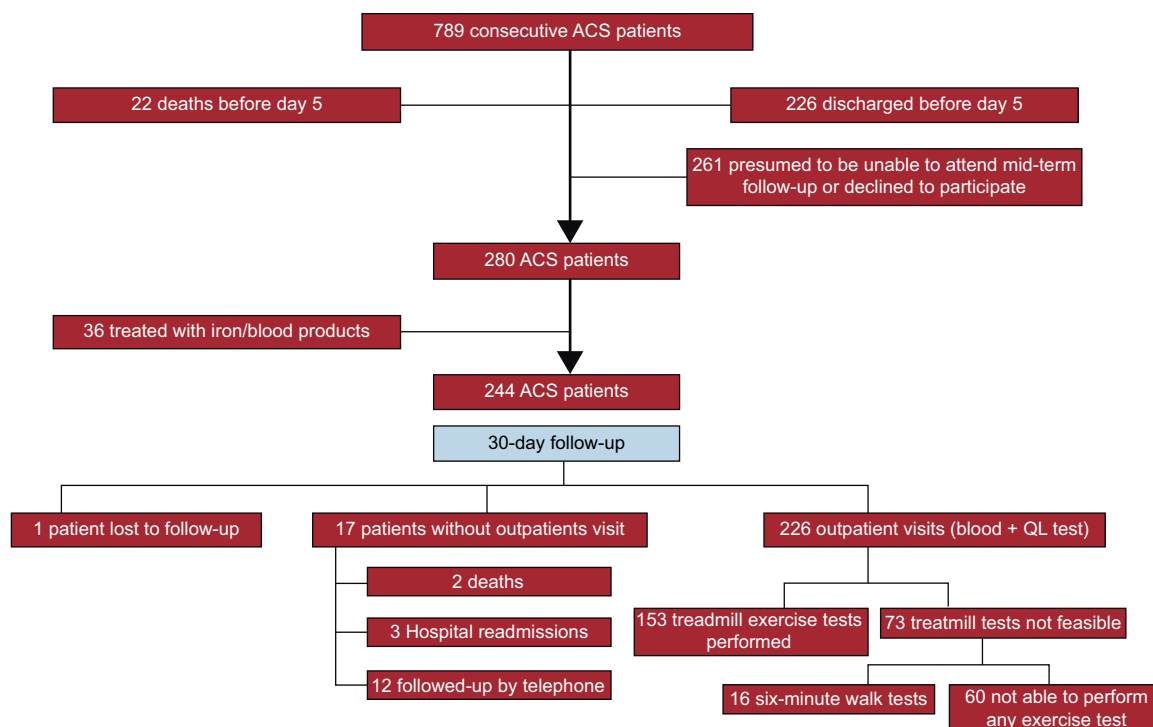 789 consecutive ACS patients
22 deaths before day 5
226 discharged before day 5
261 presumed to be unable to attend mid-term
follow-up or declined to participate
280 ACS patients
36 treated with iron/blood products
244 ACS patients
30-day follow-up
1 patient lost to follow-up
17 patients without outpatients visit
226 outpatient visits (blood + QL test)
2 deaths
3 Hospital readmissions
12 followed-up by telephone
153 treadmill exercise tests
performed
73 treatmill tests not feasible
16 six-minute walk tests
60 not able to perform
any exercise test